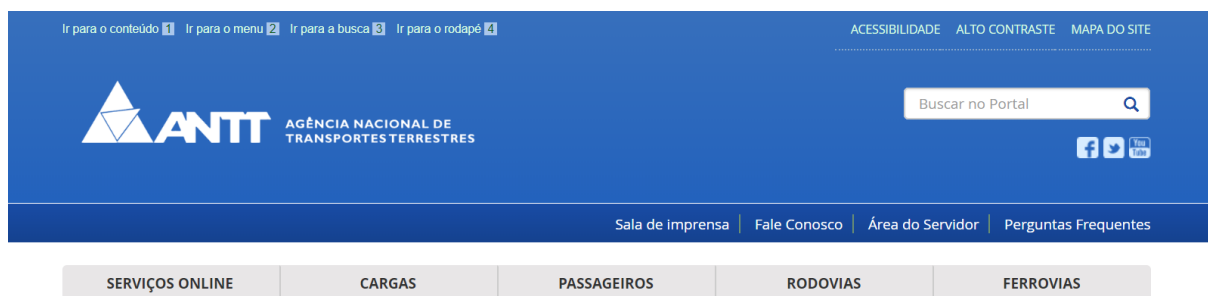 Ir para o conteúdo 1 Ir para o menu 2 Ir para a busca 3 Ir para o rodapé 4
ACESSIBILIDADE ALTO CONTRASTE MAPA DO SITE
Buscar no Portal
ANTT AGÊNCIA NACIONAL DE
TRANSPORTES TERRESTRES
You
Tube
Sala de imprensa Fale Conosco Área do Servidor Perguntas Frequentes
SERVIÇOS ONLINE CARGAS PASSAGEIROS RODOVIAS FERROVIAS